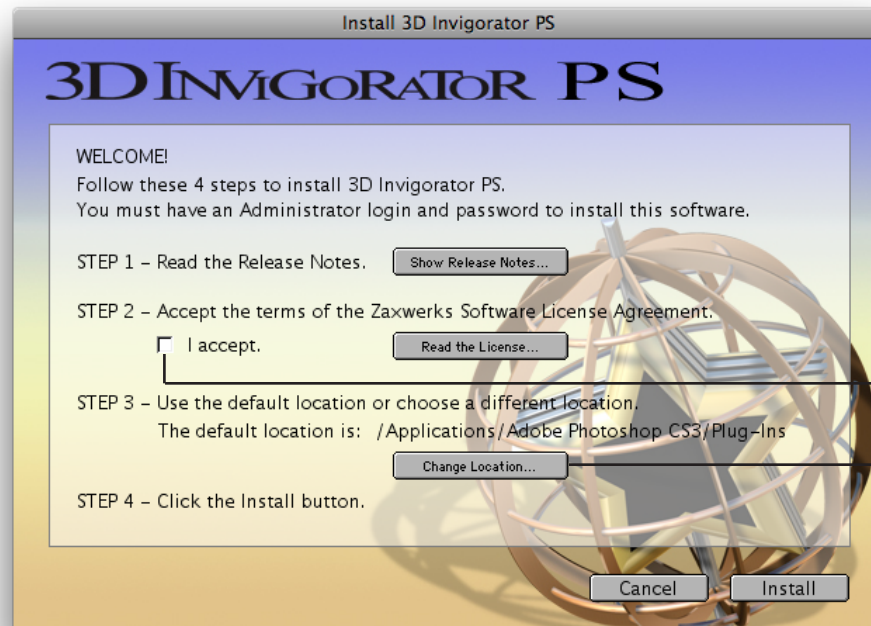 Install 3D Invigorator PS
3D INVIGORATOR PS
WELCOME!
Follow these 4 steps to install 3D Invigorator PS.
You must have an Administrator login and password to install this software.
STEP 1 – Read the Release Notes. Show Release Notes...
STEP 2 – Accept the terms of the Zaxwerks Software License Agreement.
I accept. Read the License...
STEP 3 – Use the default location or choose a different location.
The default location is: /Applications/Adobe Photoshop CS3/Plug-Ins
Change Location...
STEP 4 – Click the Install button.
Cancel Install